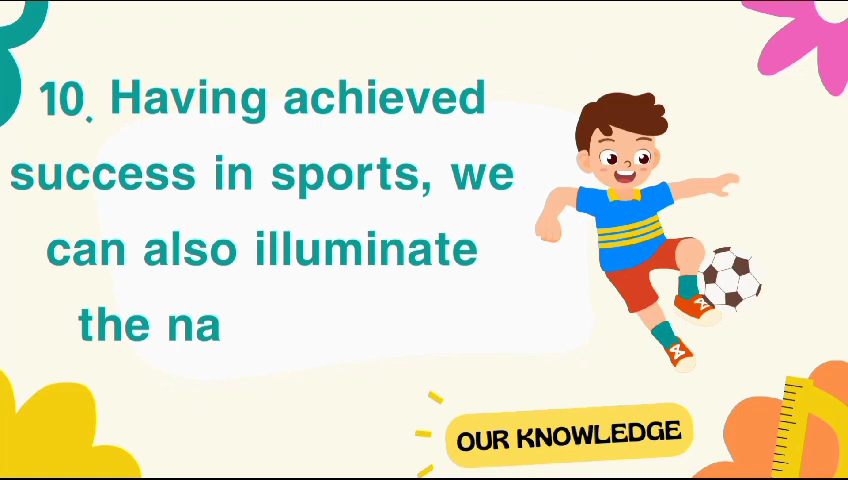 10. Having achieved
success in sports, we
can also illuminate
the na
OUR KNOWLEDGE